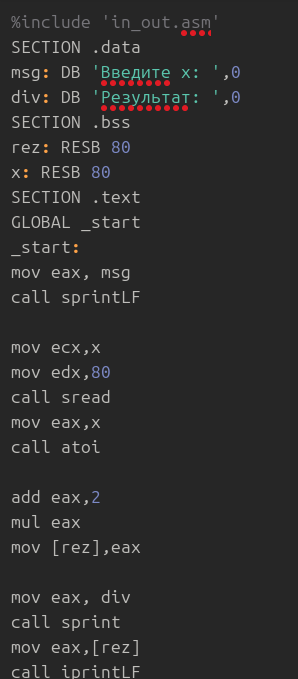 %include 'in_out.asm'
SECTION .data
msg: DB 'Введите x: ',0
div: DB 'Результат: ',0
SECTION .bss
rez: RESB 80
x: RESB 80
SECTION .text
GLOBAL _start
_start:
mov eax, msg
call sprintLF
mov ecx,x
mov edx,80
call sread
mov eax,x
call atoi
add eax,2
mul eax
mov [rez],eax
mov eax, div
call sprint
mov eax,[rez]
call iprintLF